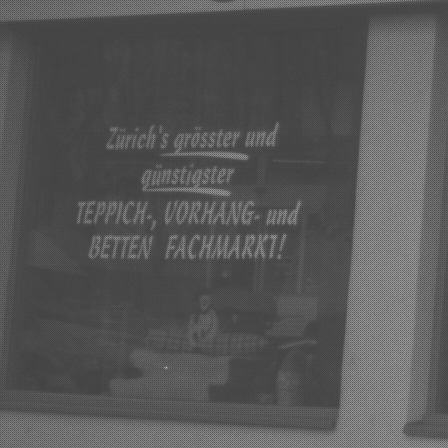 Zürich's grösster und
günstigster
TEPPICH-, VORHANG- und
BETTEN FACHMARKT!